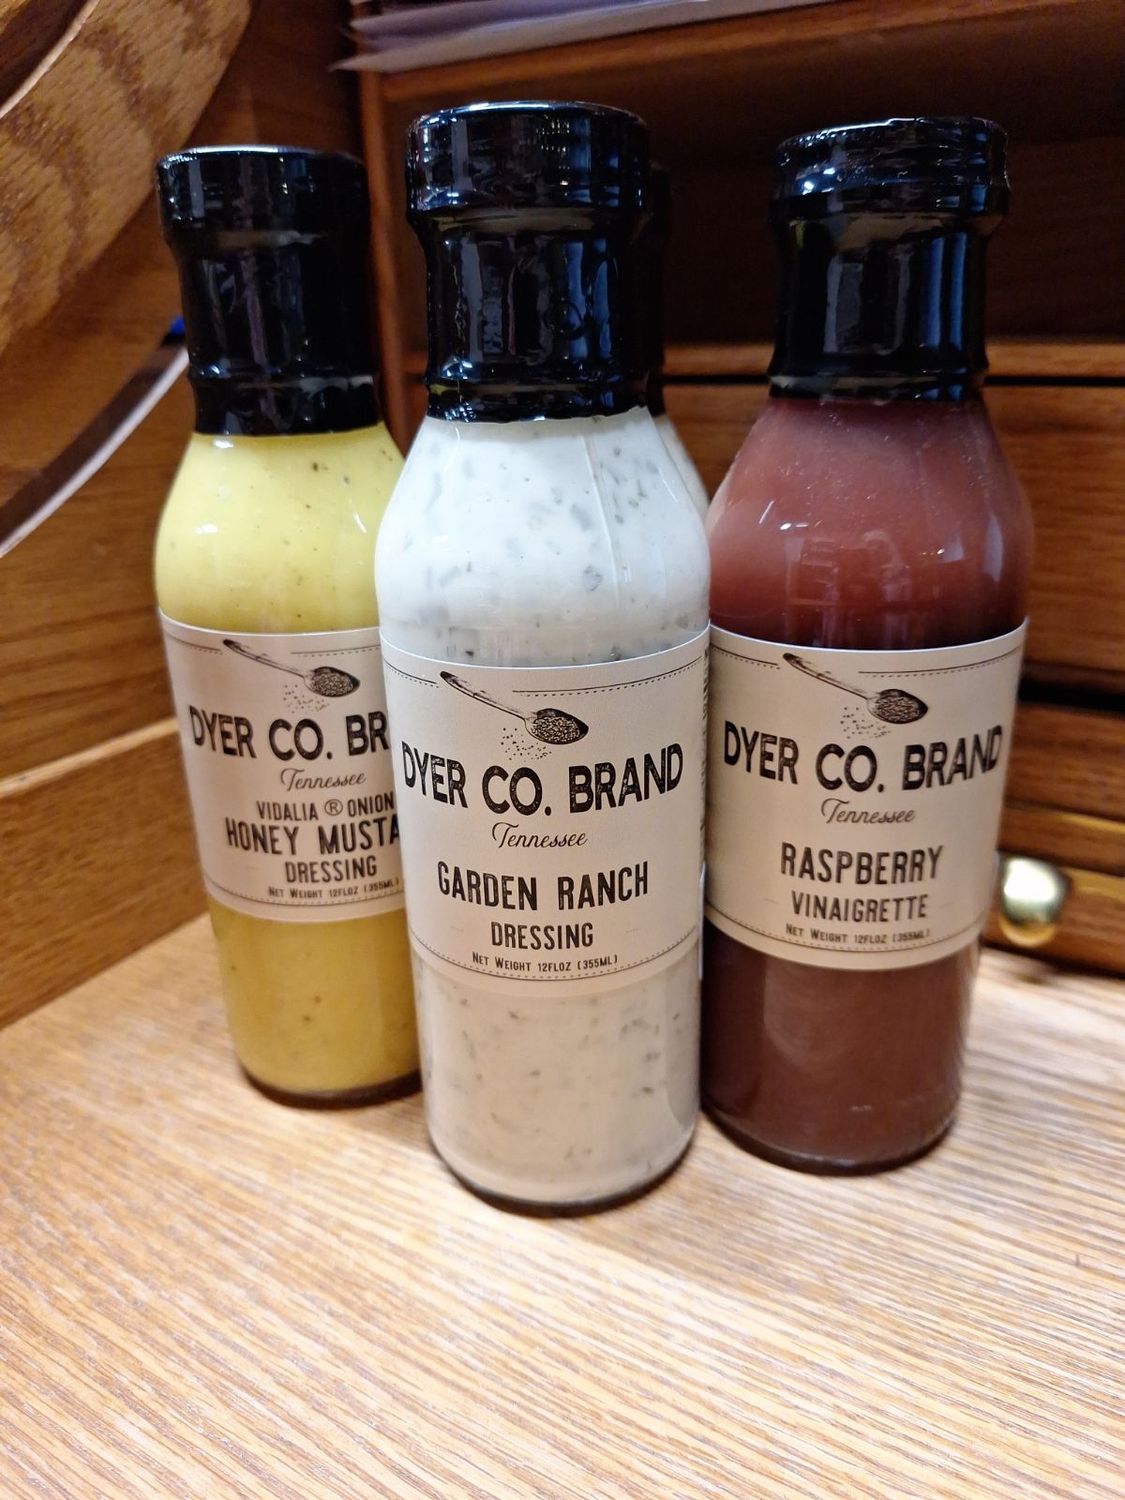 DYER CO. BR
Tennessee
VIDALIA ® ONION
HONEY MUSTA
DRESSING
NET WEIGHT 12FLOZ (355ML)
DYER CO. BRAND
Tennessee
GARDEN RANCH
DRESSING
NET WEIGHT 12FLOZ (355ML)
DYER CO. BRAND
Tennessee
RASPBERRY
VINAIGRETTE
NET WEIGHT 12FLOZ (355ML)